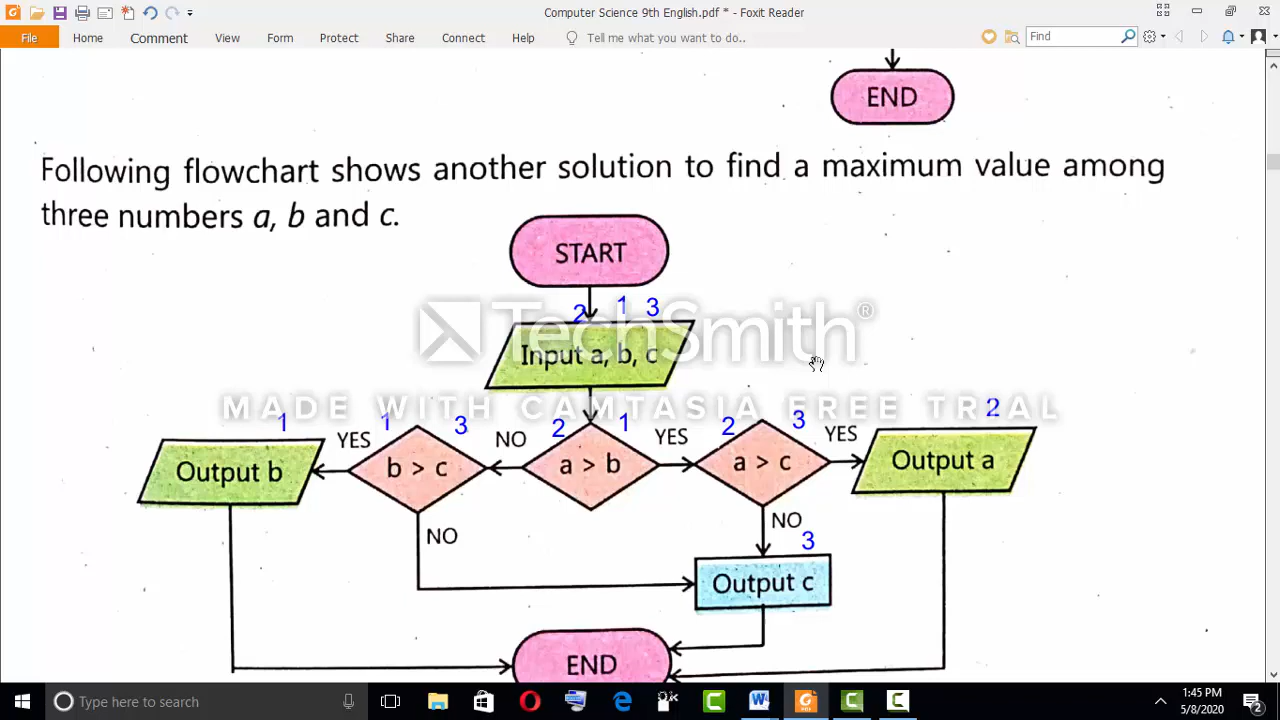 Computer Science 9th English.pdf * - Foxit Reader
File Home Comment View Form Protect Share Connect Help Tell me what you want to do.. Find
END
Following flowchart shows another solution to find a maximum value among
three numbers a, b and c.
START
2 1 3
Input a, b, c
TechSmith®
MADE WITH CAMTASIA FREE TRIAL
1 1 3 2 1 2 3 2
Output b YES b > c NO a > b YES a > c YES Output a
NO NO
3
Output c
END
Type here to search
1:45 PM
5/8/2020
2